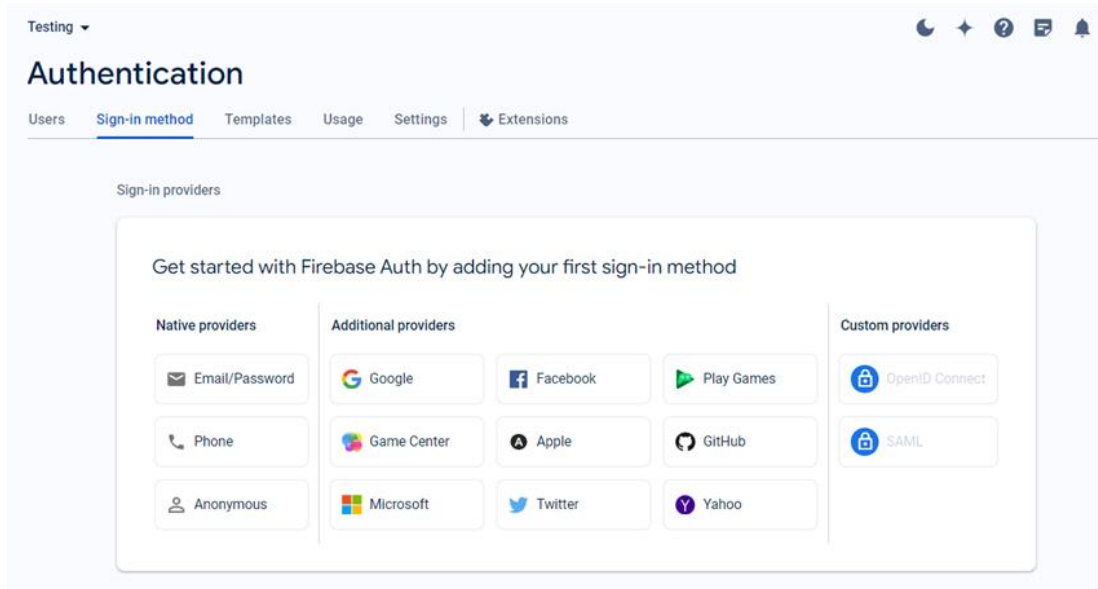 Testing
Authentication
Users Sign-in method Templates Usage Settings Extensions
Sign-in providers
Get started with Firebase Auth by adding your first sign-in method
Native providers Additional providers Custom providers
Email/Password Google Facebook Play Games OpenID Connect
Phone Game Center Apple GitHub SAML
Anonymous Microsoft Twitter Yahoo